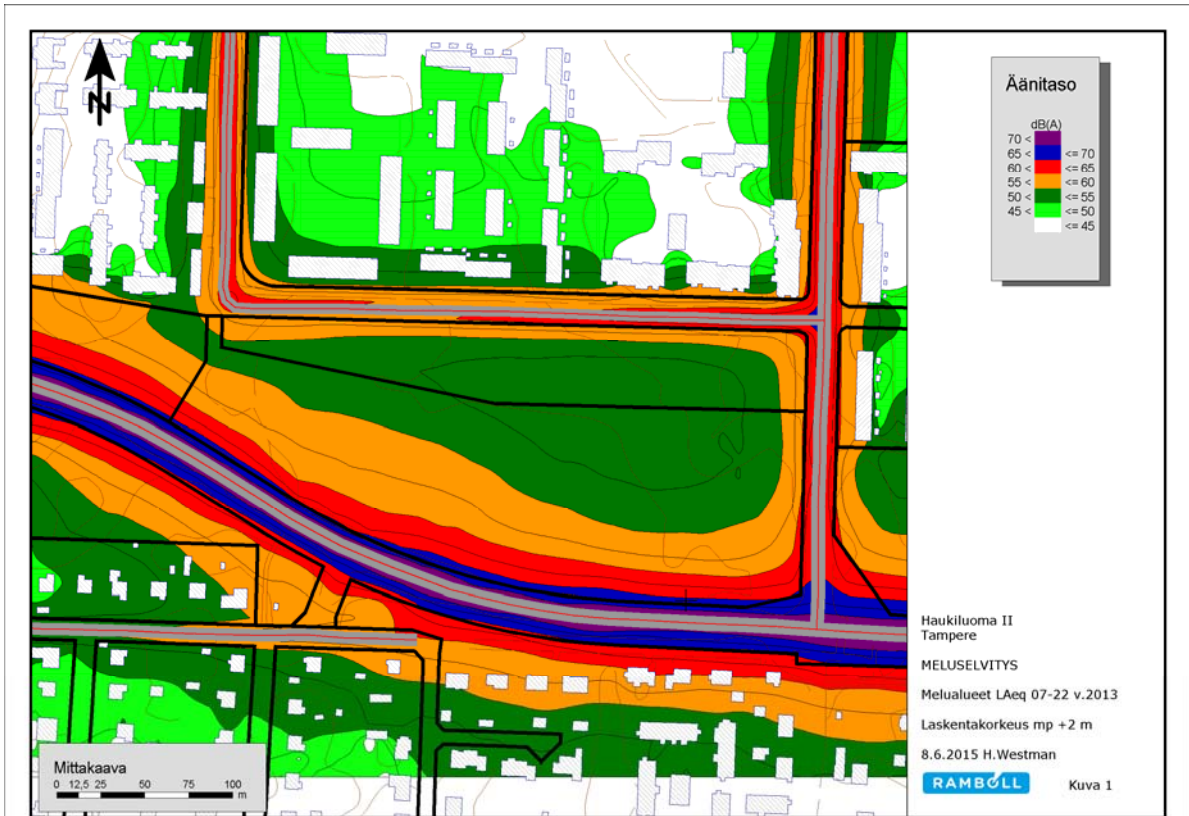 N
Äänitaso
dB(A)
70 <
65 < <= 70
60 < <= 65
55 < <= 60
50 < <= 55
45 < <= 50
<= 45
Haukiluoma II
Tampere
MELUSELVITYS
Melualueet LAeq 07-22 v.2013
Laskentakorkeus mp +2 m
8.6.2015 H.Westman
RAMBOLL Kuva 1
Mittakaava
0 12,5 25 50 75 100
m